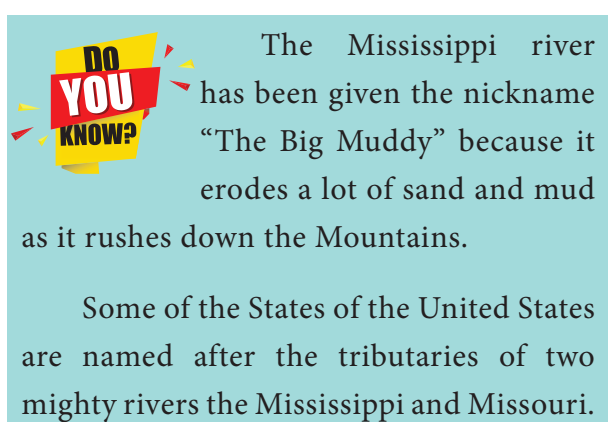 DO
YOU
KNOW?
The Mississippi river
has been given the nickname
“The Big Muddy” because it
erodes a lot of sand and mud
as it rushes down the Mountains.
Some of the States of the United States
are named after the tributaries of two
mighty rivers the Mississippi and Missouri.